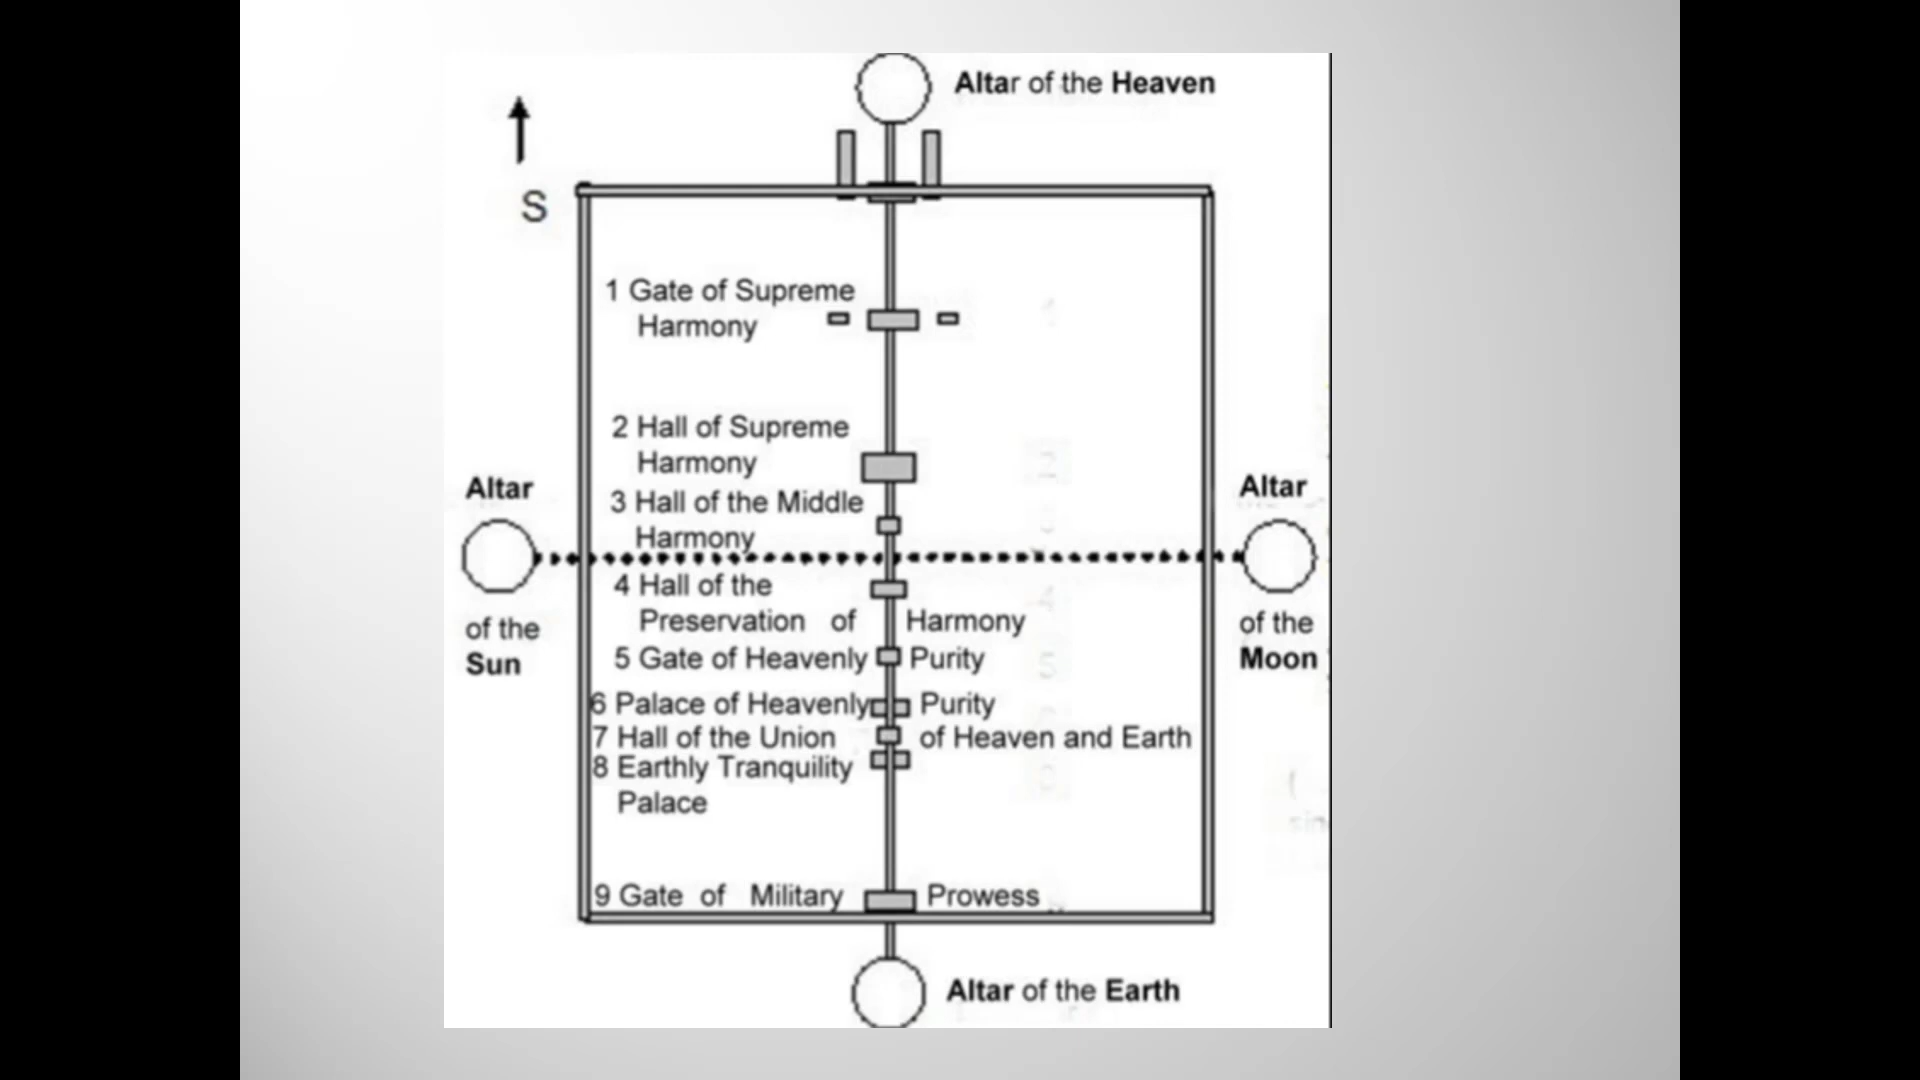 Altar of the Heaven
S
1 Gate of Supreme
Harmony
2 Hall of Supreme
Harmony
3 Hall of the Middle
Harmony
Altar
of the
Sun
Altar
of the
Moon
4 Hall of the
Preservation of Harmony
5 Gate of Heavenly Purity
6 Palace of Heavenly Purity
7 Hall of the Union of Heaven and Earth
8 Earthly Tranquility
Palace
9 Gate of Military Prowess
Altar of the Earth